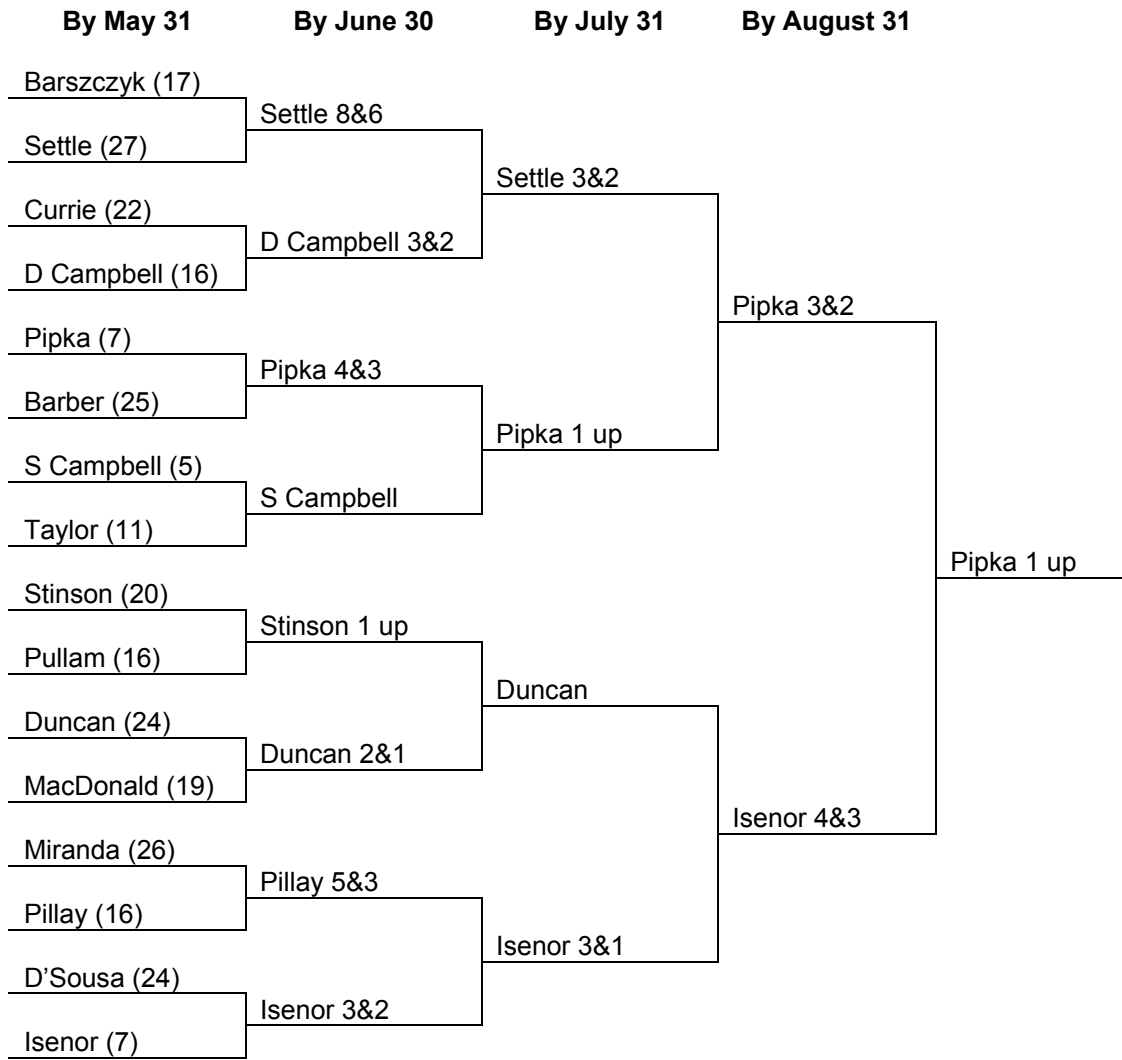 By May 31 By June 30 By July 31 By August 31
Barszczyk (17)
Settle 8&6
Settle (27)
Settle 3&2
Currie (22)
D Campbell 3&2
D Campbell (16)
Pipka 3&2
Pipka (7)
Pipka 4&3
Barber (25)
Pipka 1 up
S Campbell (5)
S Campbell
Taylor (11)
Pipka 1 up
Stinson (20)
Stinson 1 up
Pullam (16)
Duncan
Duncan (24)
Duncan 2&1
MacDonald (19)
Isenor 4&3
Miranda (26)
Pillay 5&3
Pillay (16)
Isenor 3&1
D’Sousa (24)
Isenor 3&2
Isenor (7)